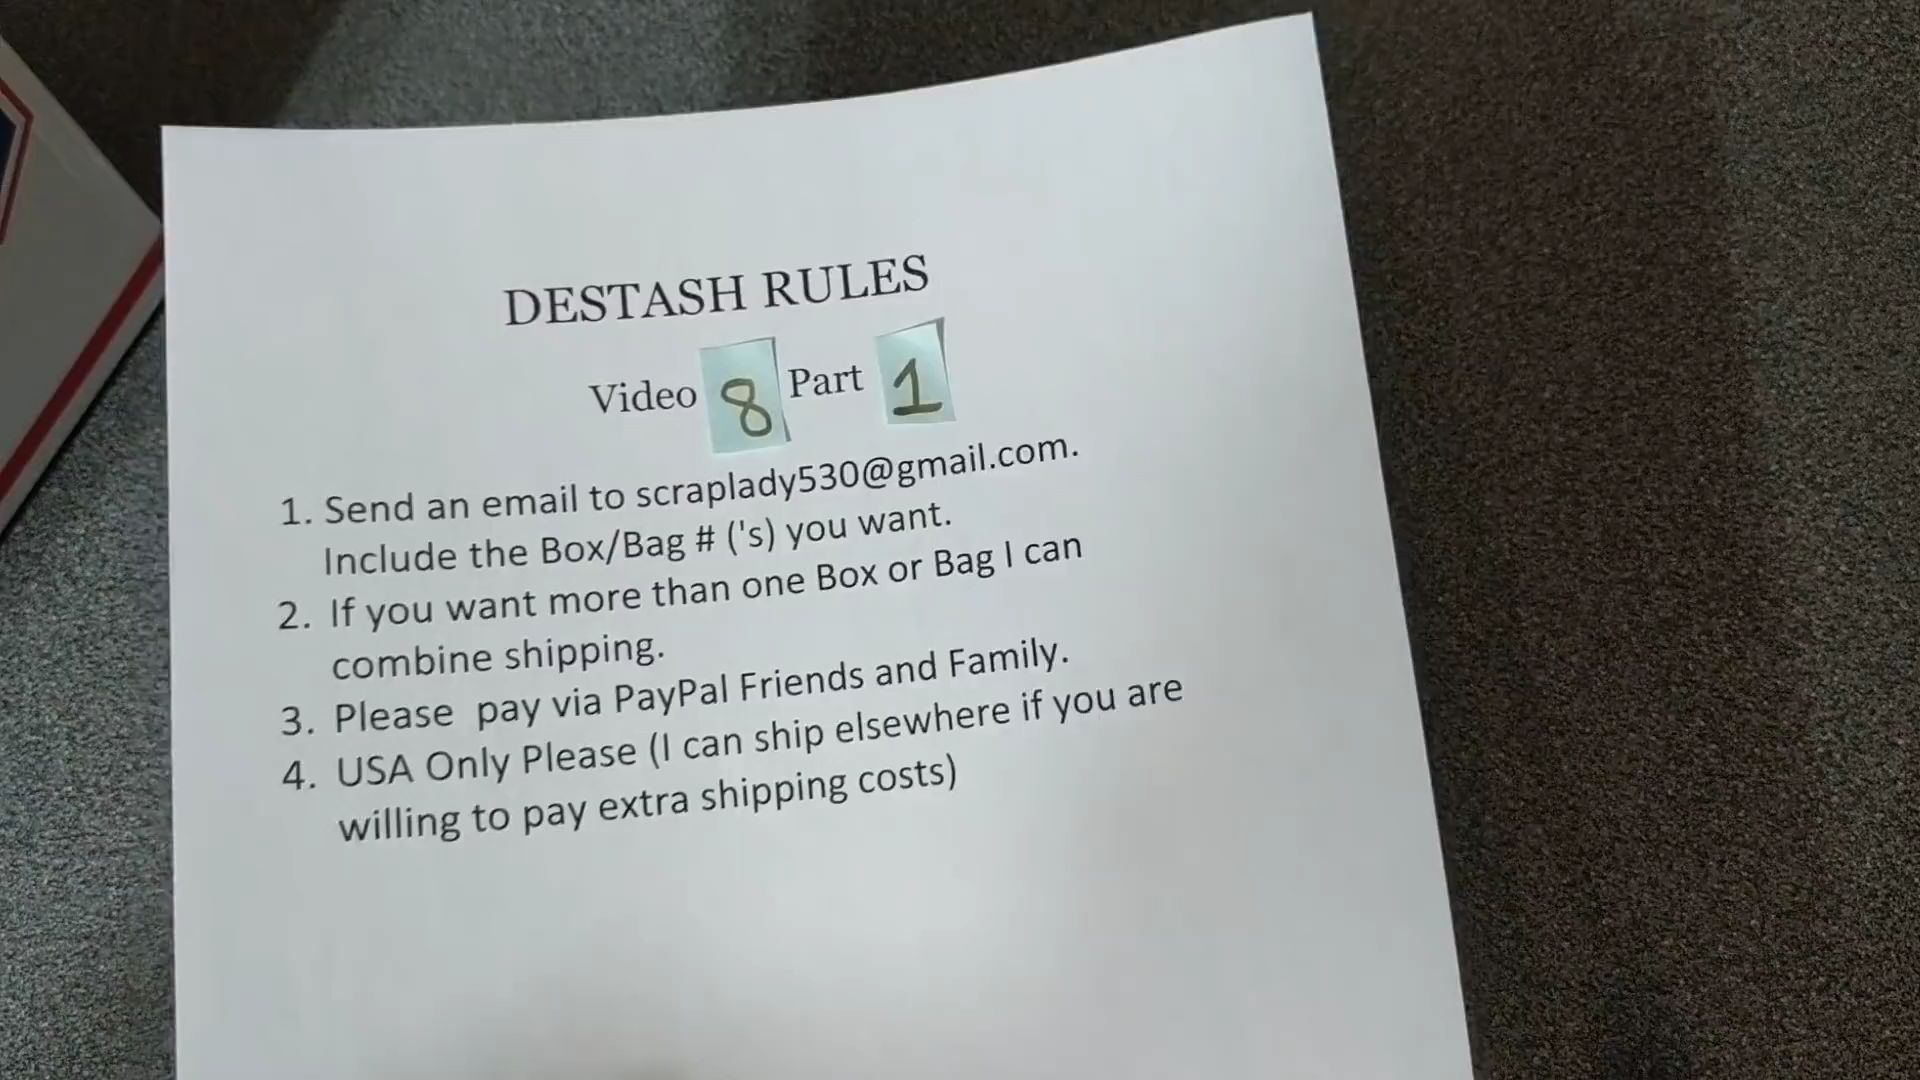 DESTASH RULES
Video 8 Part 1
1. Send an email to scraplady530@gmail.com.
Include the Box/Bag # ('s) you want.
2. If you want more than one Box or Bag I can
combine shipping.
3. Please pay via PayPal Friends and Family.
4. USA Only Please (I can ship elsewhere if you are
willing to pay extra shipping costs)